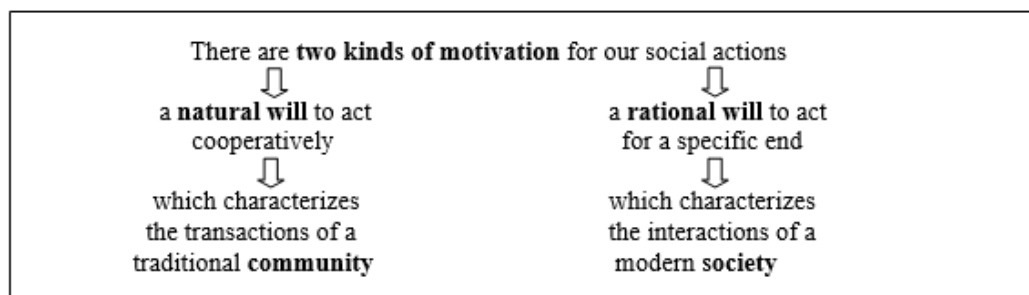 There are two kinds of motivation for our social actions
a natural will to act
cooperatively
which characterizes
the transactions of a
traditional community
a rational will to act
for a specific end
which characterizes
the interactions of a
modern society